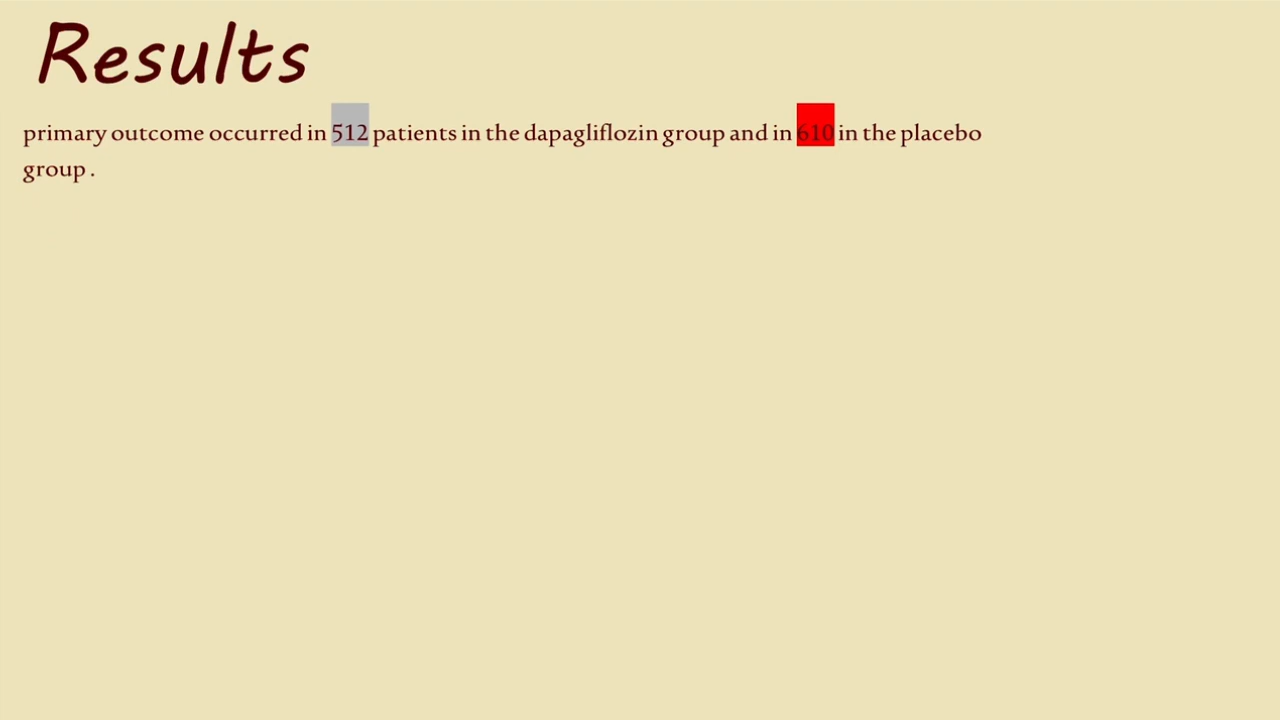 Results
primary outcome occurred in 512 patients in the dapagliflozin group and in 610 in the placebo
group .